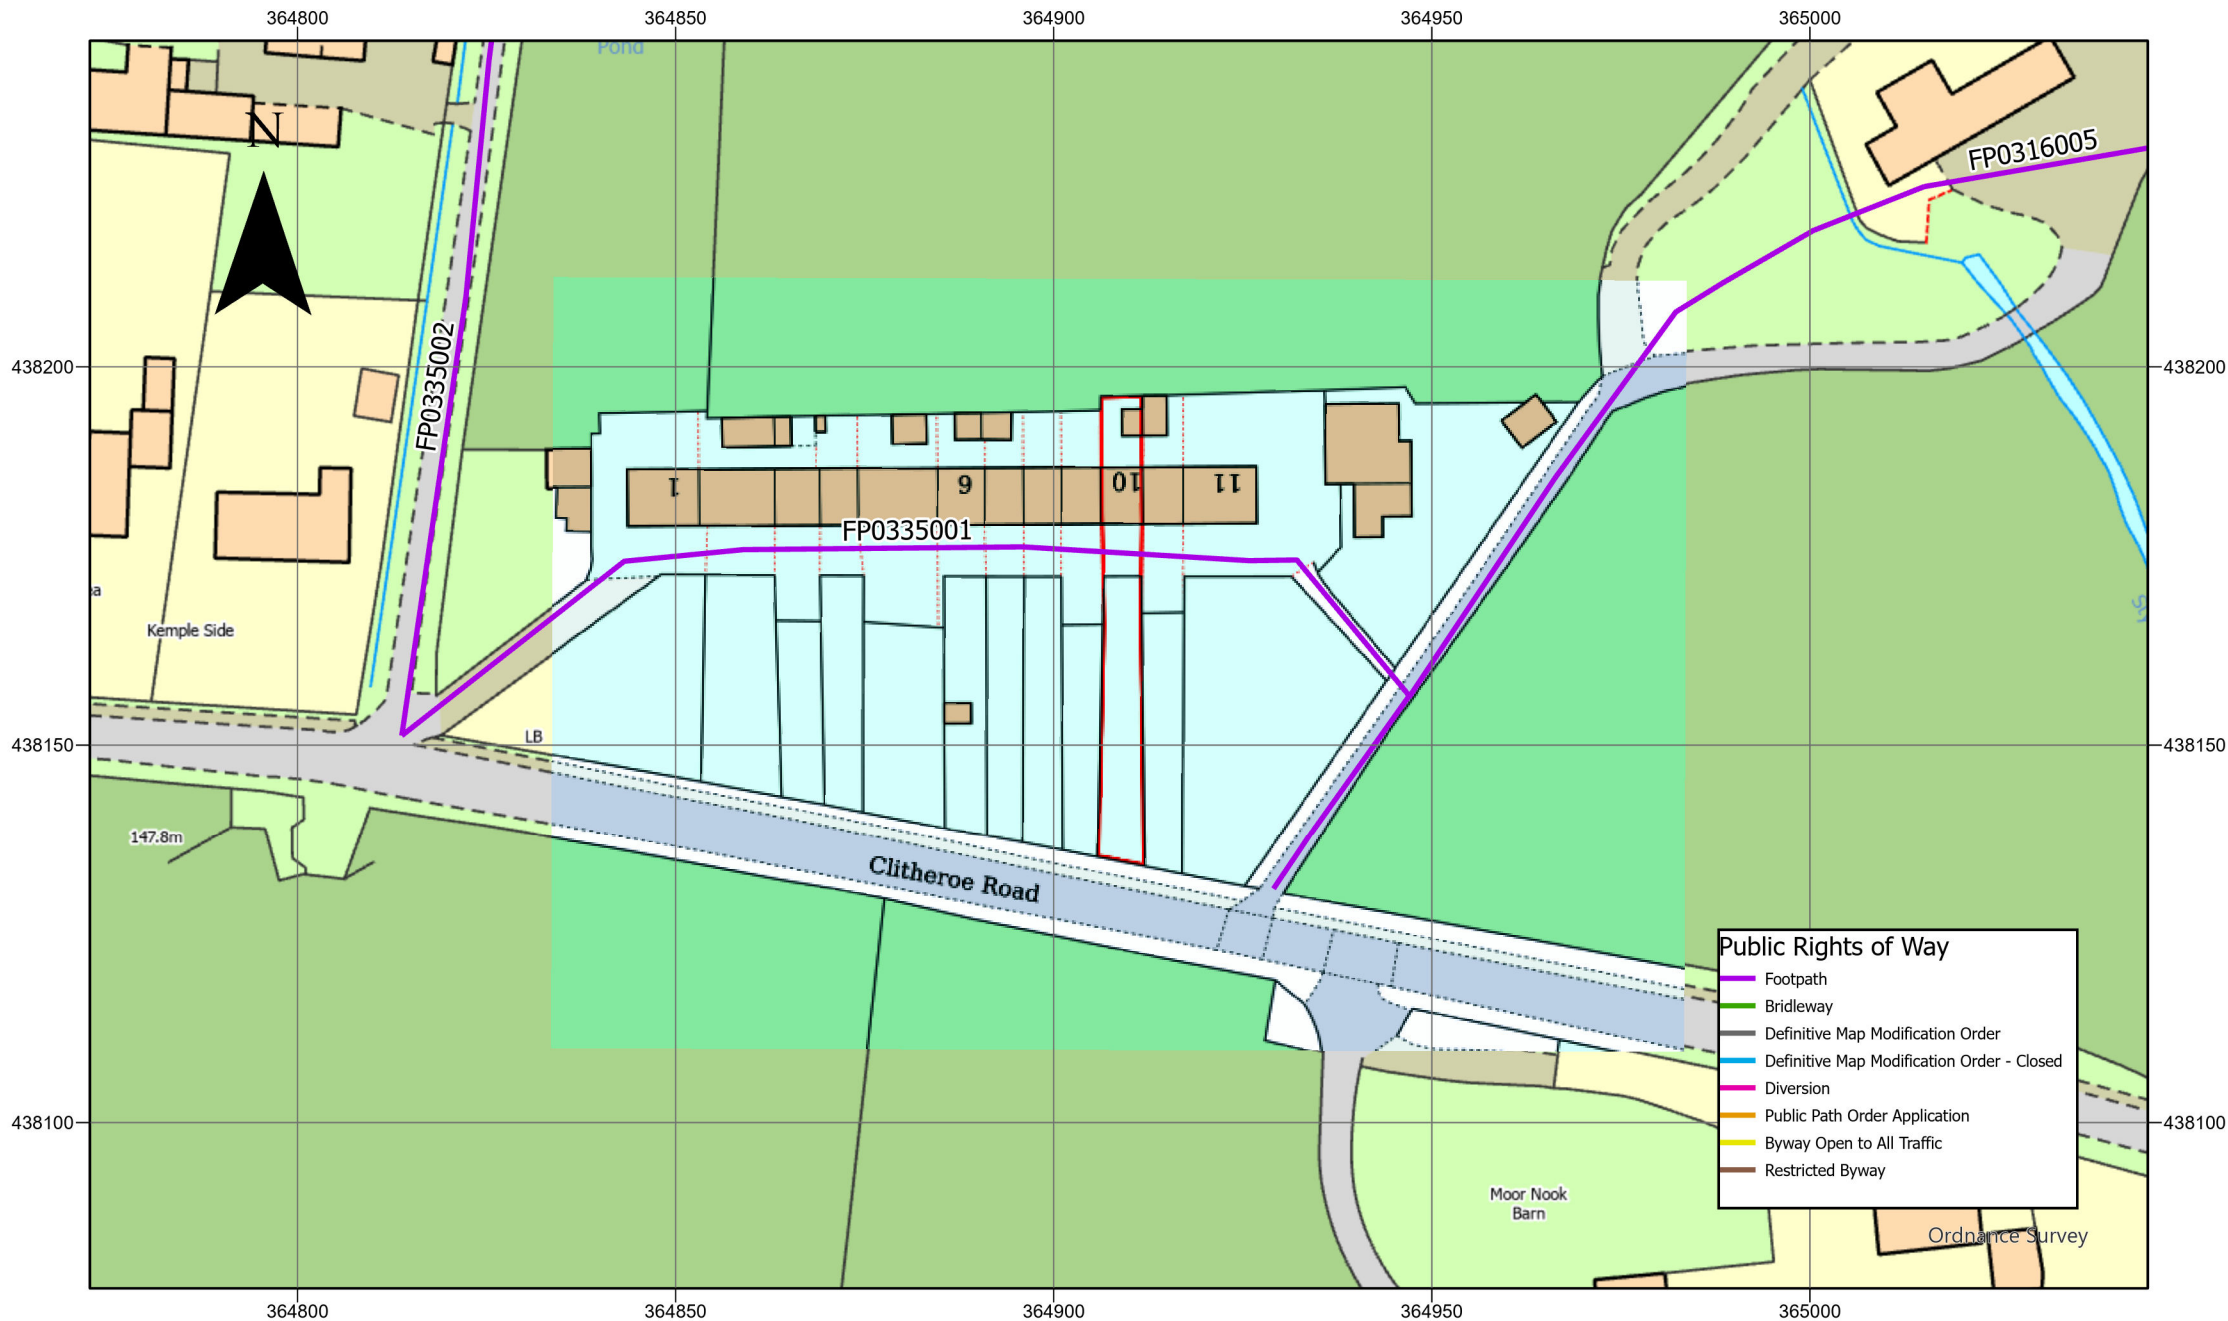 364800 364850 364900 364950 365000
Pond
N
FP0316005
438200 438200
FP0335002
1 6 10 11
FP0335001
a
Kemple Side
438150 438150
LB
147.8m
Clitheroe Road
Public Rights of Way
Footpath
Bridleway
Definitive Map Modification Order
Definitive Map Modification Order - Closed
Diversion
Public Path Order Application
Byway Open to All Traffic
Restricted Byway
438100 438100
Moor Nook
Barn
Ordnance Survey
364800 364850 364900 364950 365000